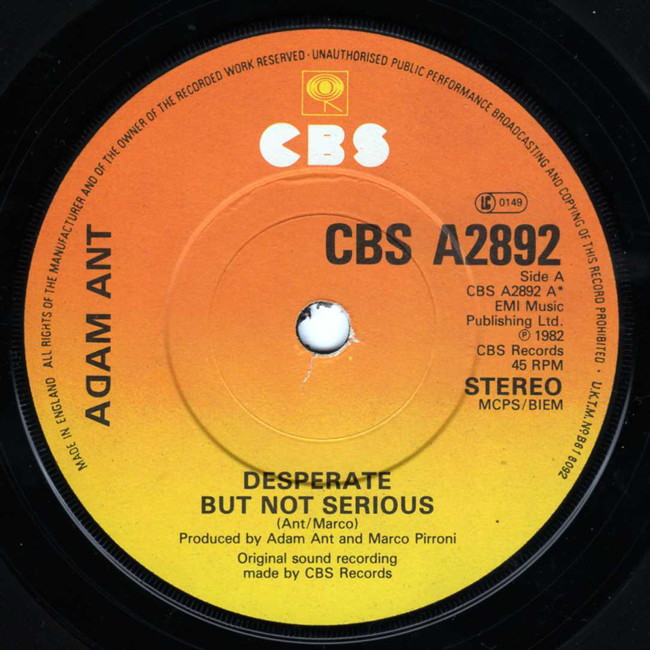 MADE IN ENGLAND ALL RIGHTS OF THE MANUFACTURER AND OF THE OWNER OF THE RECORDED WORK RESERVED · UNAUTHORISED PUBLIC PERFORMANCE BROADCASTING AND COPYING OF THIS RECORD PROHIBITED · U.K.T.M. No B618092
CBS
LC 0149
ADAM ANT
CBS A2892
Side A
CBS A2892 A*
EMI Music
Publishing Ltd.
℗ 1982
CBS Records
45 RPM
STEREO
MCPS/BIEM
DESPERATE
BUT NOT SERIOUS
(Ant/Marco)
Produced by Adam Ant and Marco Pirroni
Original sound recording
made by CBS Records